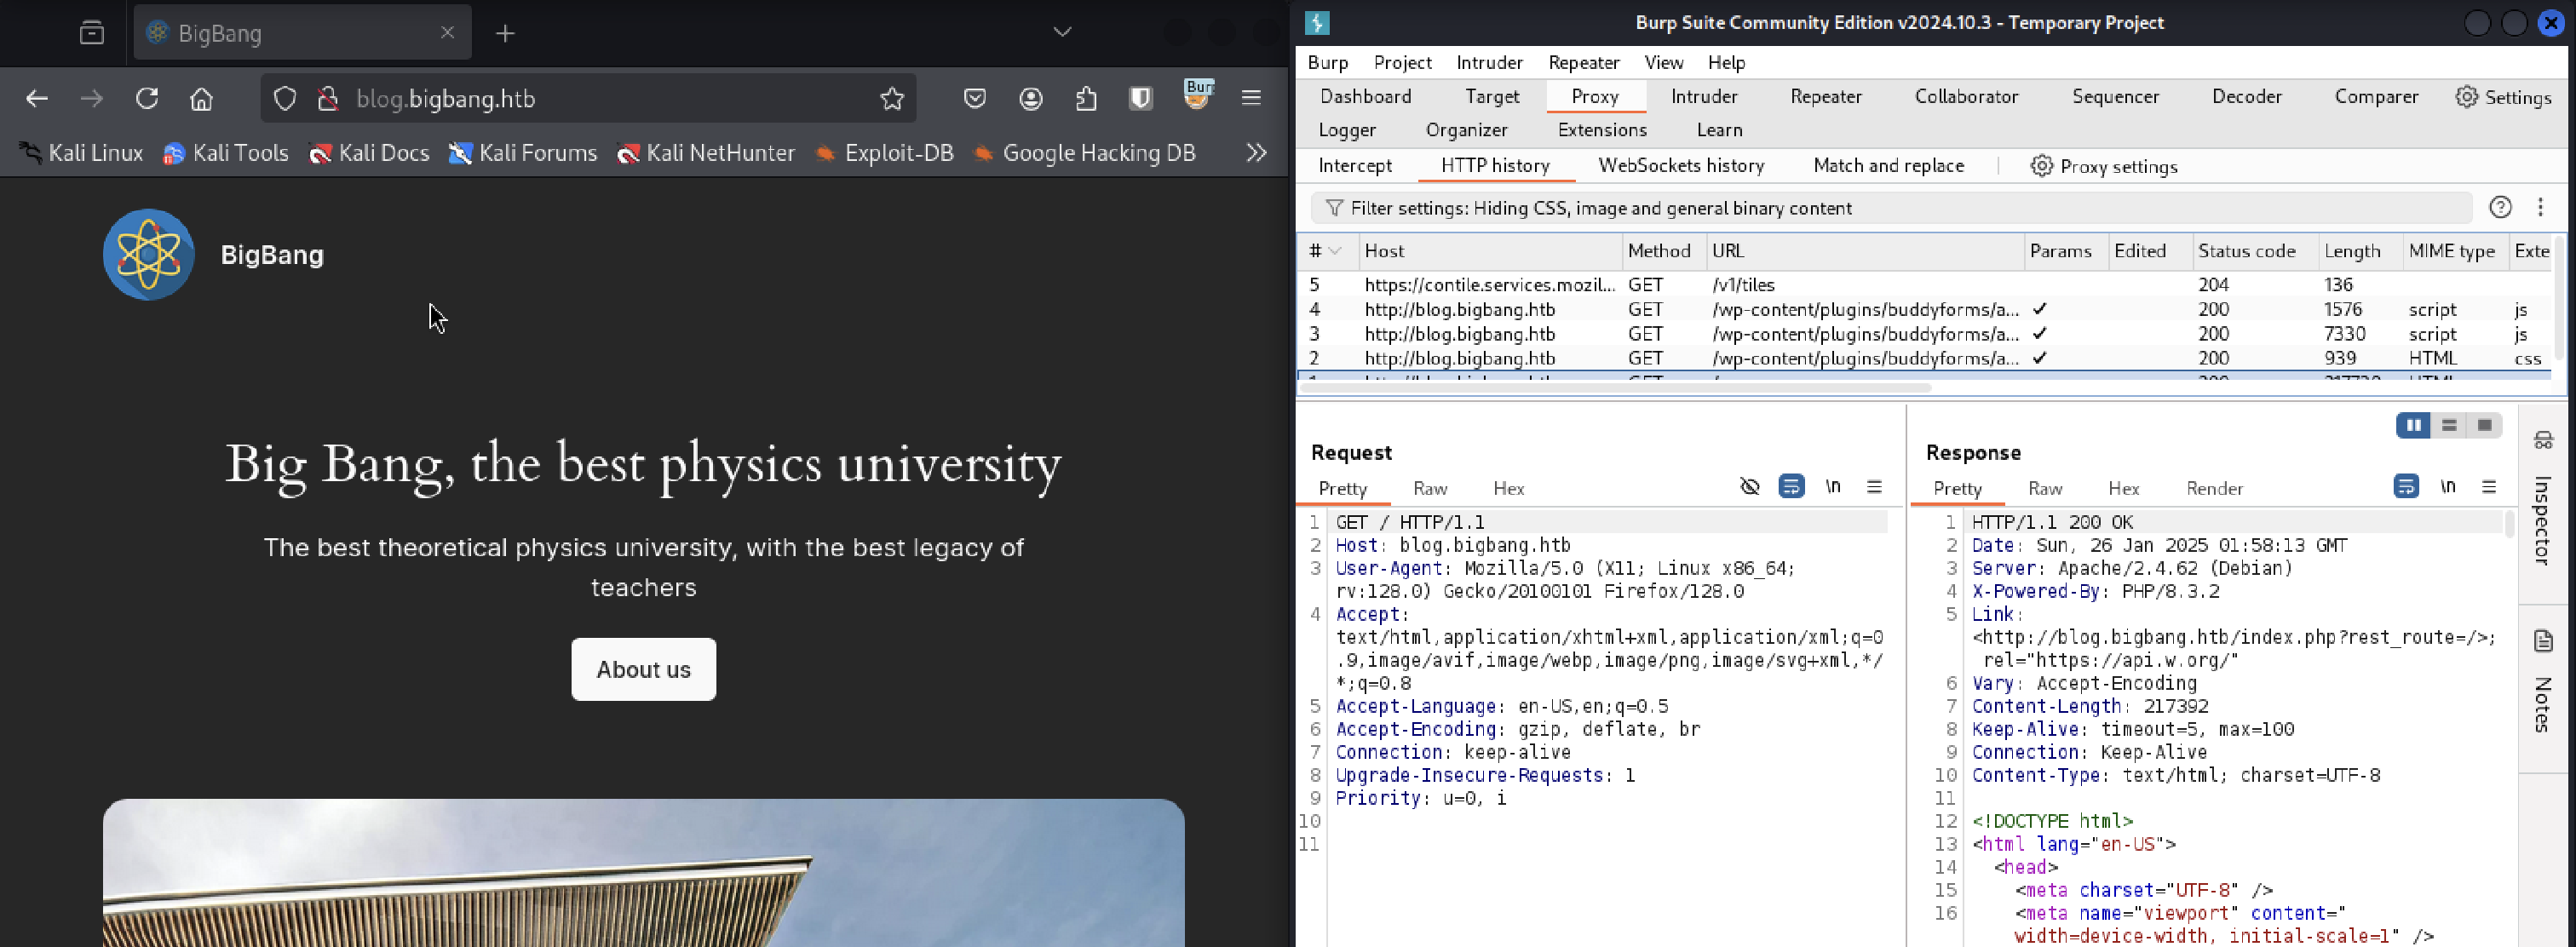 BigBang
blog.bigbang.htb
Bur
Kali Linux
Kali Tools
Kali Docs
Kali Forums
Kali NetHunter
Exploit-DB
Google Hacking DB
BigBang
Big Bang, the best physics university
The best theoretical physics university, with the best legacy of
teachers
About us
Burp Suite Community Edition v2024.10.3 - Temporary Project
Burp Project Intruder Repeater View Help
Dashboard Target Proxy Intruder Repeater Collaborator Sequencer Decoder Comparer Settings
Logger Organizer Extensions Learn
Intercept HTTP history WebSockets history Match and replace Proxy settings
Filter settings: Hiding CSS, image and general binary content
# Host Method URL Params Edited Status code Length MIME type Exte
5 https://contile.services.mozil... GET /v1/tiles 204 136
4 http://blog.bigbang.htb GET /wp-content/plugins/buddyforms/a... ✓ 200 1576 script js
3 http://blog.bigbang.htb GET /wp-content/plugins/buddyforms/a... ✓ 200 7330 script js
2 http://blog.bigbang.htb GET /wp-content/plugins/buddyforms/a... ✓ 200 939 HTML css
Request
Pretty Raw Hex
\n
1 GET / HTTP/1.1
2 Host: blog.bigbang.htb
3 User-Agent: Mozilla/5.0 (X11; Linux x86_64;
rv:128.0) Gecko/20100101 Firefox/128.0
4 Accept:
text/html,application/xhtml+xml,application/xml;q=0
.9,image/avif,image/webp,image/png,image/svg+xml,*/
*;q=0.8
5 Accept-Language: en-US,en;q=0.5
6 Accept-Encoding: gzip, deflate, br
7 Connection: keep-alive
8 Upgrade-Insecure-Requests: 1
9 Priority: u=0, i
10
11
Response
Pretty Raw Hex Render
\n
1 HTTP/1.1 200 OK
2 Date: Sun, 26 Jan 2025 01:58:13 GMT
3 Server: Apache/2.4.62 (Debian)
4 X-Powered-By: PHP/8.3.2
5 Link:
<http://blog.bigbang.htb/index.php?rest_route=/>;
rel="https://api.w.org/"
6 Vary: Accept-Encoding
7 Content-Length: 217392
8 Keep-Alive: timeout=5, max=100
9 Connection: Keep-Alive
10 Content-Type: text/html; charset=UTF-8
11
12 <!DOCTYPE html>
13 <html lang="en-US">
14 <head>
15 <meta charset="UTF-8" />
16 <meta name="viewport" content="
width=device-width, initial-scale=1" />
Inspector
Notes